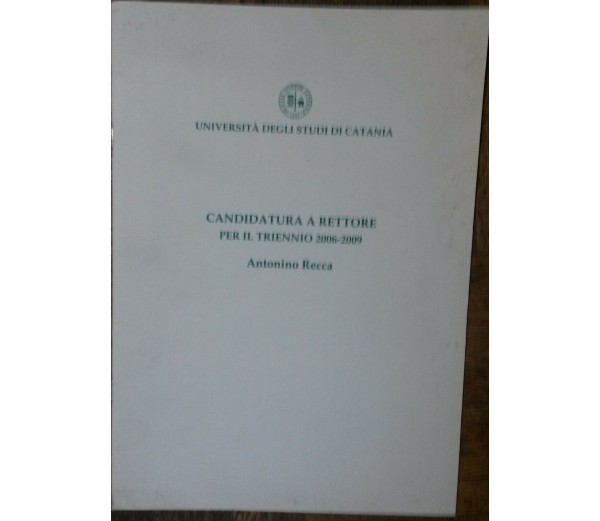 UNIVERSITÀ DEGLI STUDI DI CATANIA
CANDIDATURA A RETTORE
PER IL TRIENNIO 2006-2009
Antonino Recca